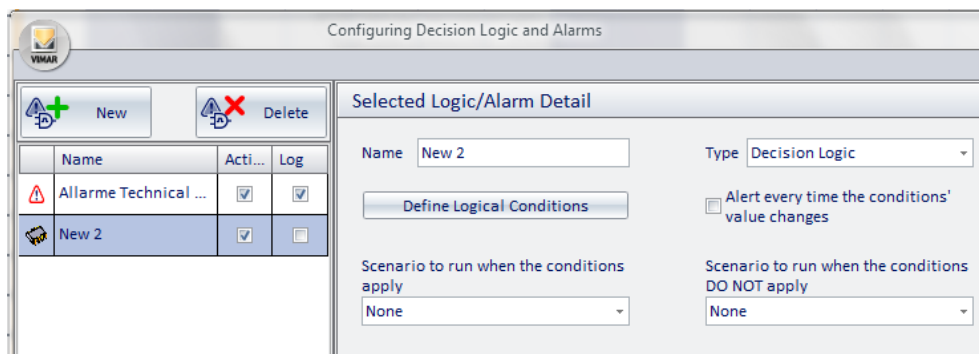 Configuring Decision Logic and Alarms
VIMAR
New
Delete
Name
Acti...
Log
Allarme Technical ...
New 2
Selected Logic/Alarm Detail
Name
New 2
Type
Decision Logic
Define Logical Conditions
Alert every time the conditions'
value changes
Scenario to run when the conditions
apply
None
Scenario to run when the conditions
DO NOT apply
None